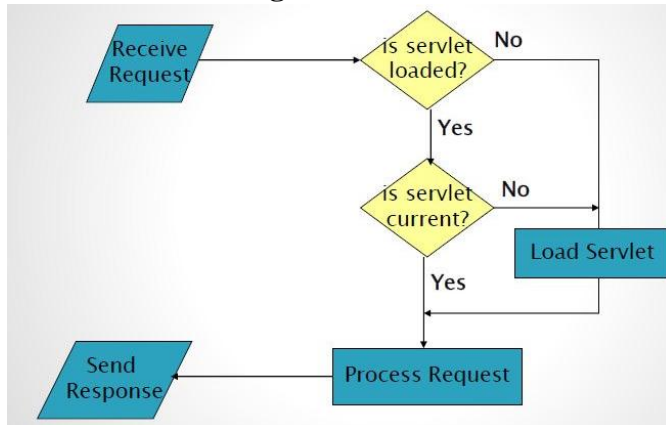 Receive
Request
is servlet
loaded?
No
Yes
is servlet
current?
No
Load Servlet
Yes
Send
Response
Process Request